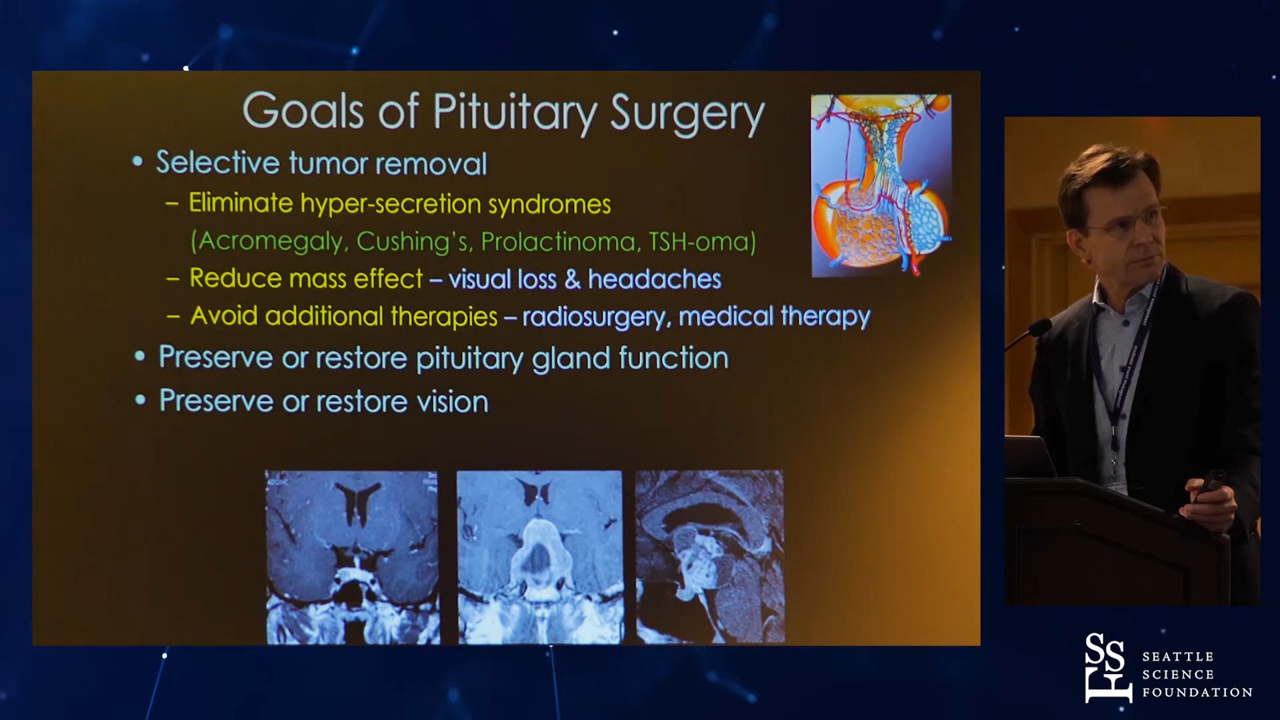 Goals of Pituitary Surgery
• Selective tumor removal
– Eliminate hyper-secretion syndromes
(Acromegaly, Cushing's, Prolactinoma, TSH-oma)
– Reduce mass effect – visual loss & headaches
– Avoid additional therapies – radiosurgery, medical therapy
• Preserve or restore pituitary gland function
• Preserve or restore vision
SSF
SEATTLE
SCIENCE
FOUNDATION